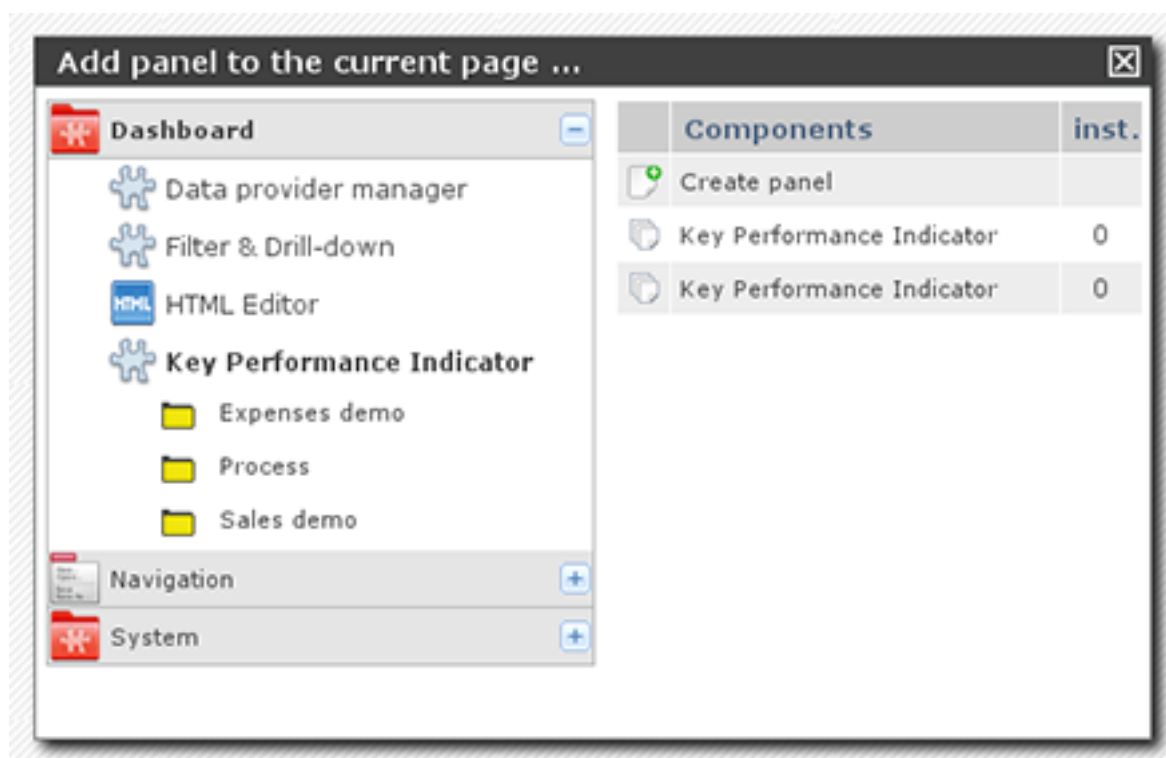 Add panel to the current page ...
Dashboard
Data provider manager
Filter & Drill-down
HTML
HTML Editor
Key Performance Indicator
Expenses demo
Process
Sales demo
Navigation
System
Components inst.
Create panel
Key Performance Indicator 0
Key Performance Indicator 0